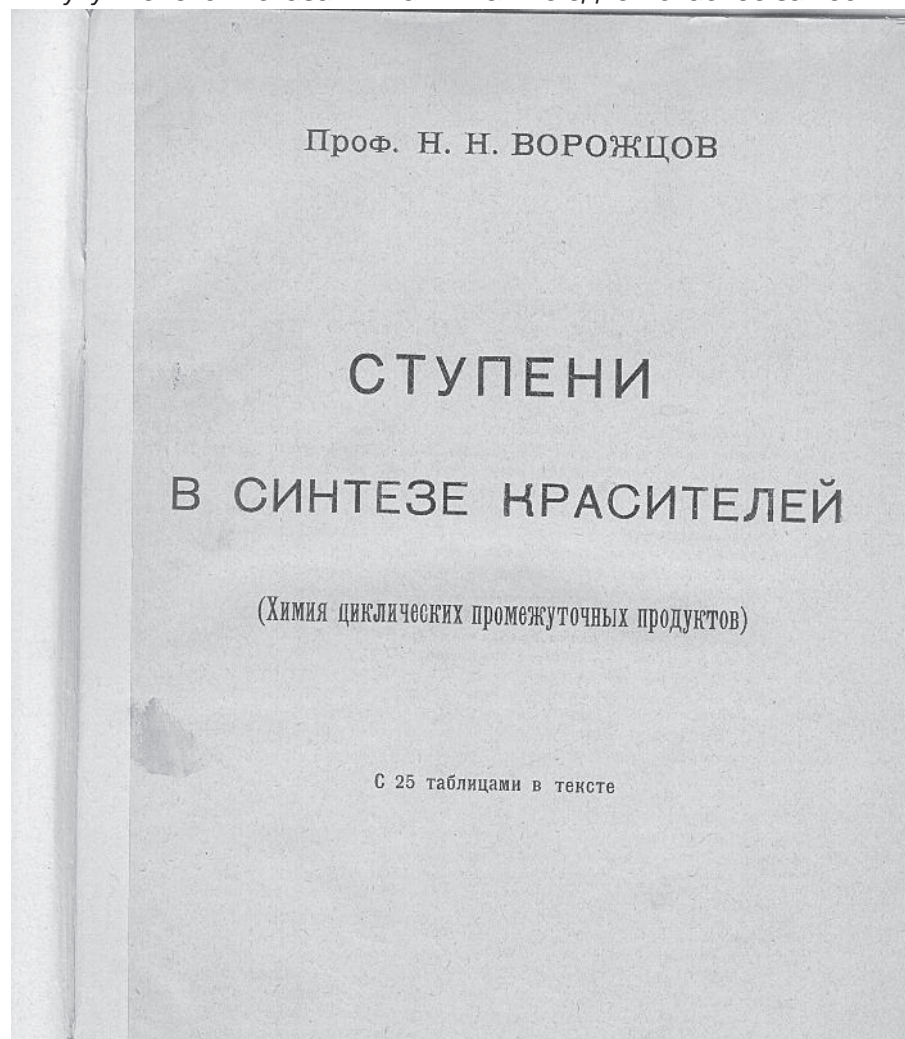 Проф. Н. Н. ВОРОЖЦОВ
СТУПЕНИ
В СИНТЕЗЕ КРАСИТЕЛЕЙ
(Химия циклических промежуточных продуктов)
С 25 таблицами в тексте